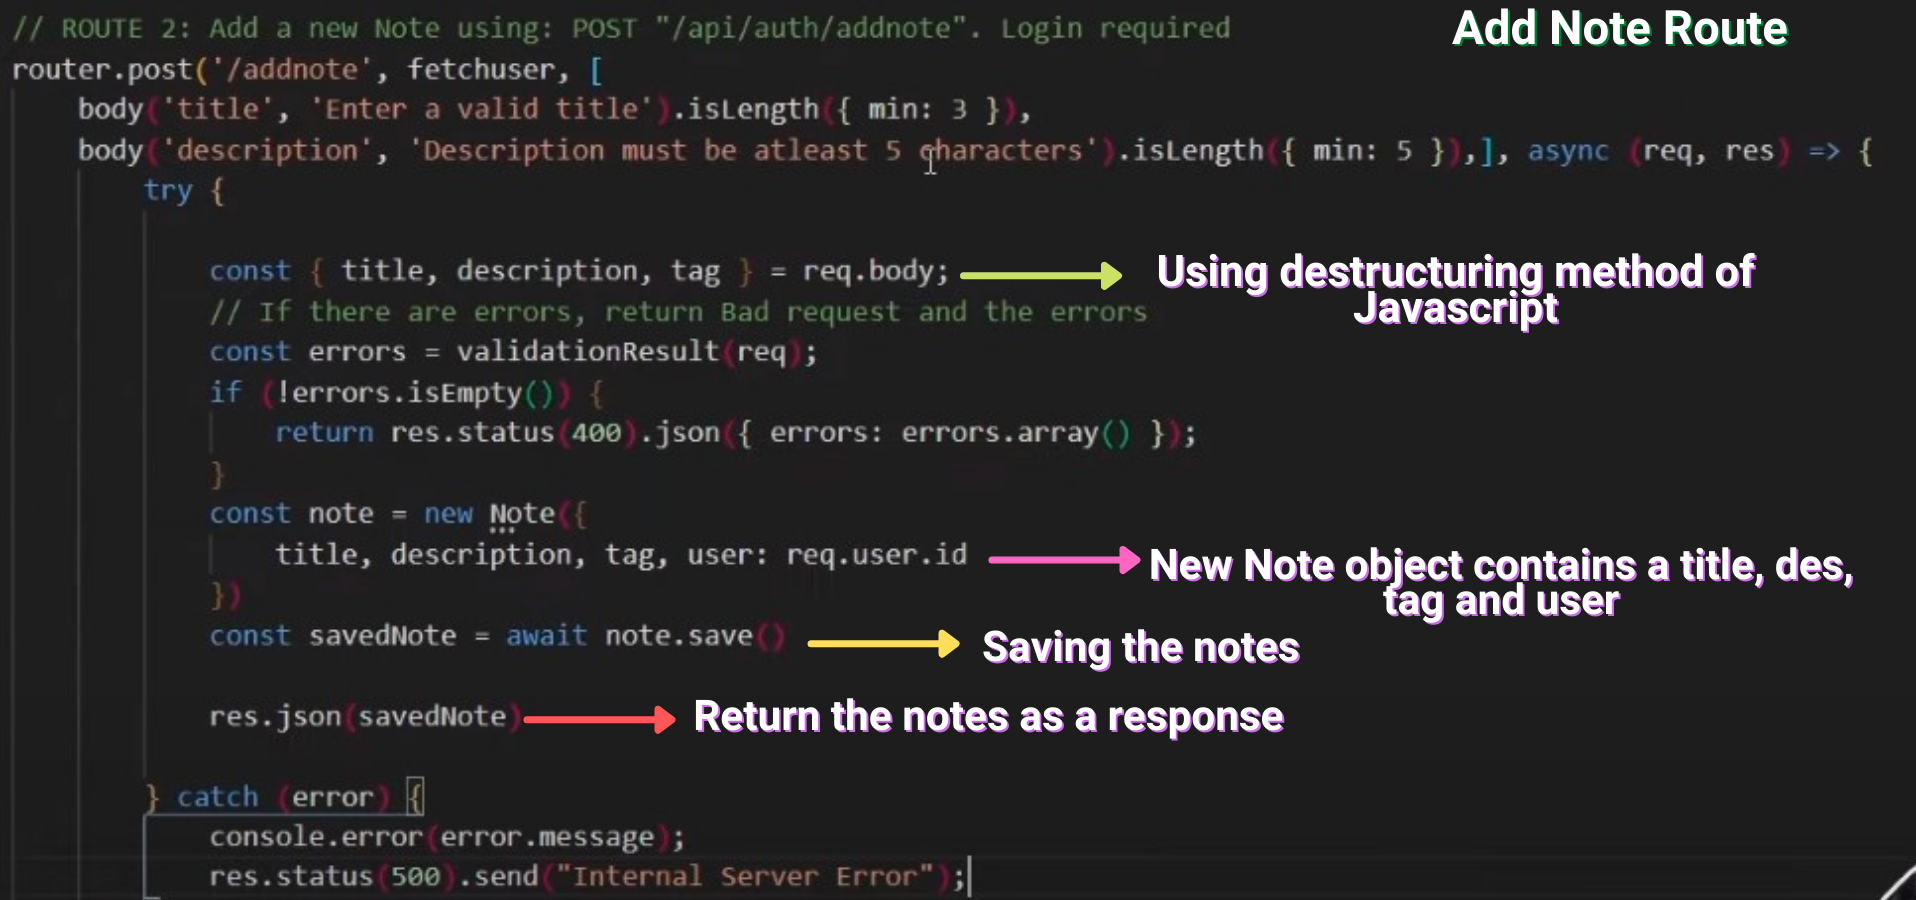 // ROUTE 2: Add a new Note using: POST "/api/auth/addnote". Login required
Add Note Route
router.post('/addnote', fetchuser, [
body('title', 'Enter a valid title').isLength({ min: 3 }),
body('description', 'Description must be atleast 5 characters').isLength({ min: 5 }),], async (req, res) => {
try {
const { title, description, tag } = req.body;
Using destructuring method of
Javascript
// If there are errors, return Bad request and the errors
const errors = validationResult(req);
if (!errors.isEmpty()) {
return res.status(400).json({ errors: errors.array() });
}
const note = new Note({
title, description, tag, user: req.user.id
New Note object contains a title, des,
tag and user
})
const savedNote = await note.save()
Saving the notes
res.json(savedNote)
Return the notes as a response
} catch (error) {
console.error(error.message);
res.status(500).send("Internal Server Error");